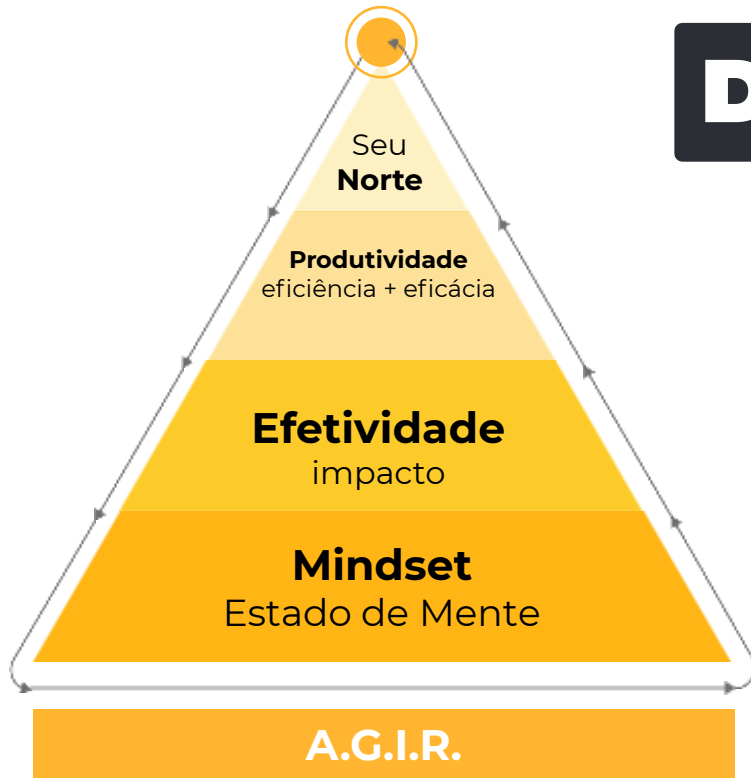 D
Seu
Norte
Produtividade
eficiência + eficácia
Efetividade
impacto
Mindset
Estado de Mente
A.G.I.R.